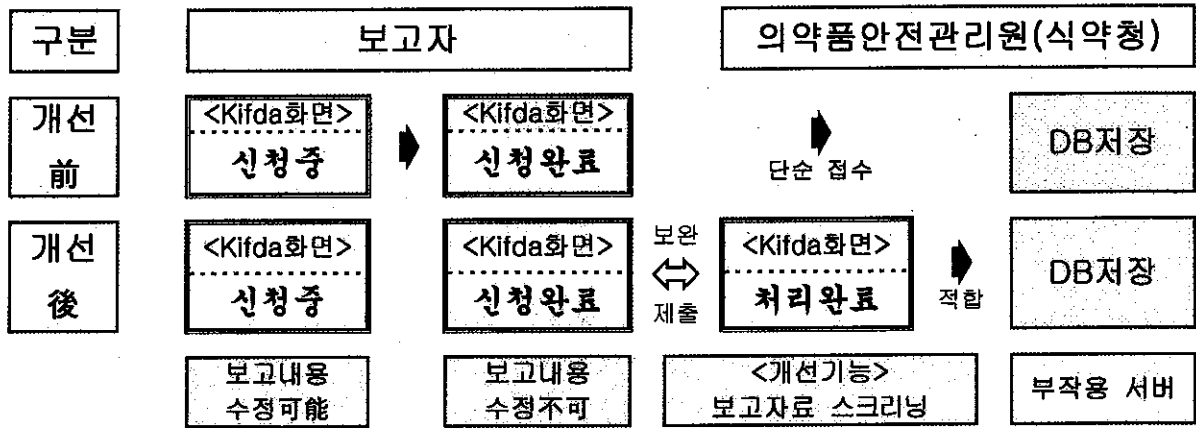 구분
보고자
의약품안전관리원(식약청)
개선
前
<Kifda화면>
신청중
<Kifda화면>
신청완료
단순 접수
DB저장
개선
後
<Kifda화면>
신청중
<Kifda화면>
신청완료
보완
제출
<Kifda화면>
처리완료
적합
DB저장
보고내용
수정可能
보고내용
수정不可
<개선기능>
보고자료 스크리닝
부작용 서버